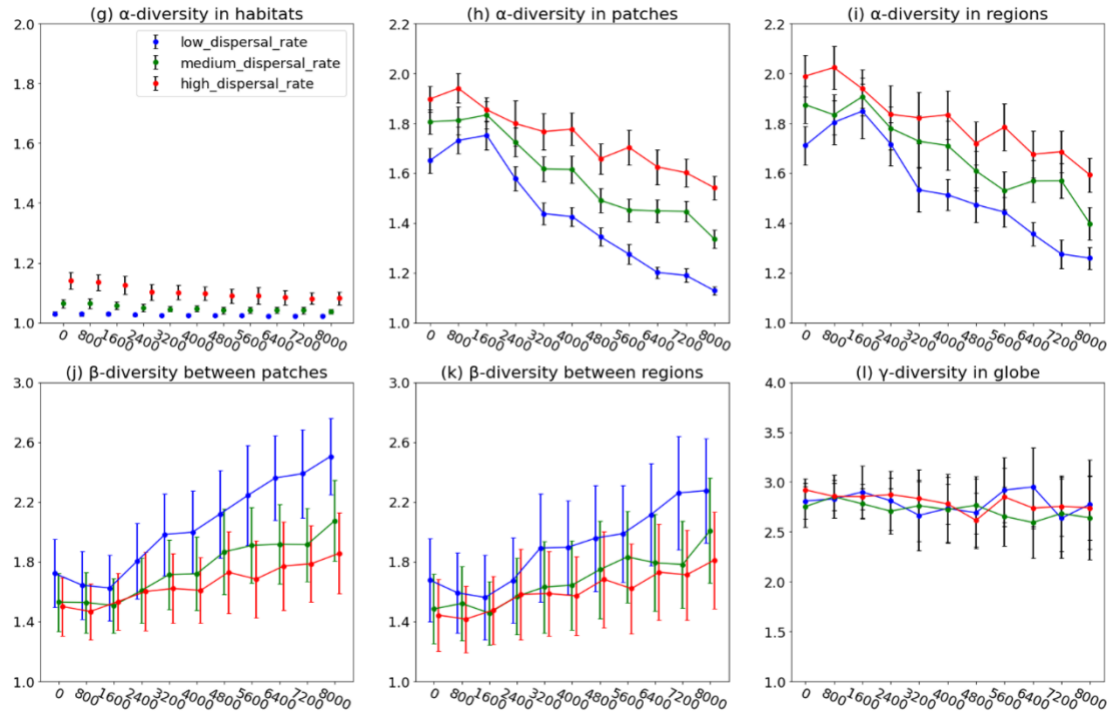 (g) α-diversity in habitats
2.0
1.8
1.6
1.4
1.2
1.0
low_dispersal_rate
medium_dispersal_rate
high_dispersal_rate
0 800 1600 2400 3200 4000 4800 5600 6400 7200 8000
(h) α-diversity in patches
2.2
2.0
1.8
1.6
1.4
1.2
1.0
0 800 1600 2400 3200 4000 4800 5600 6400 7200 8000
(i) α-diversity in regions
2.2
2.0
1.8
1.6
1.4
1.2
1.0
0 800 1600 2400 3200 4000 4800 5600 6400 7200 8000
(j) β-diversity between patches
3.0
2.6
2.2
1.8
1.4
1.0
0 800 1600 2400 3200 4000 4800 5600 6400 7200 8000
(k) β-diversity between regions
3.0
2.6
2.2
1.8
1.4
1.0
0 800 1600 2400 3200 4000 4800 5600 6400 7200 8000
(l) γ-diversity in globe
4.0
3.5
3.0
2.5
2.0
1.5
1.0
0 800 1600 2400 3200 4000 4800 5600 6400 7200 8000